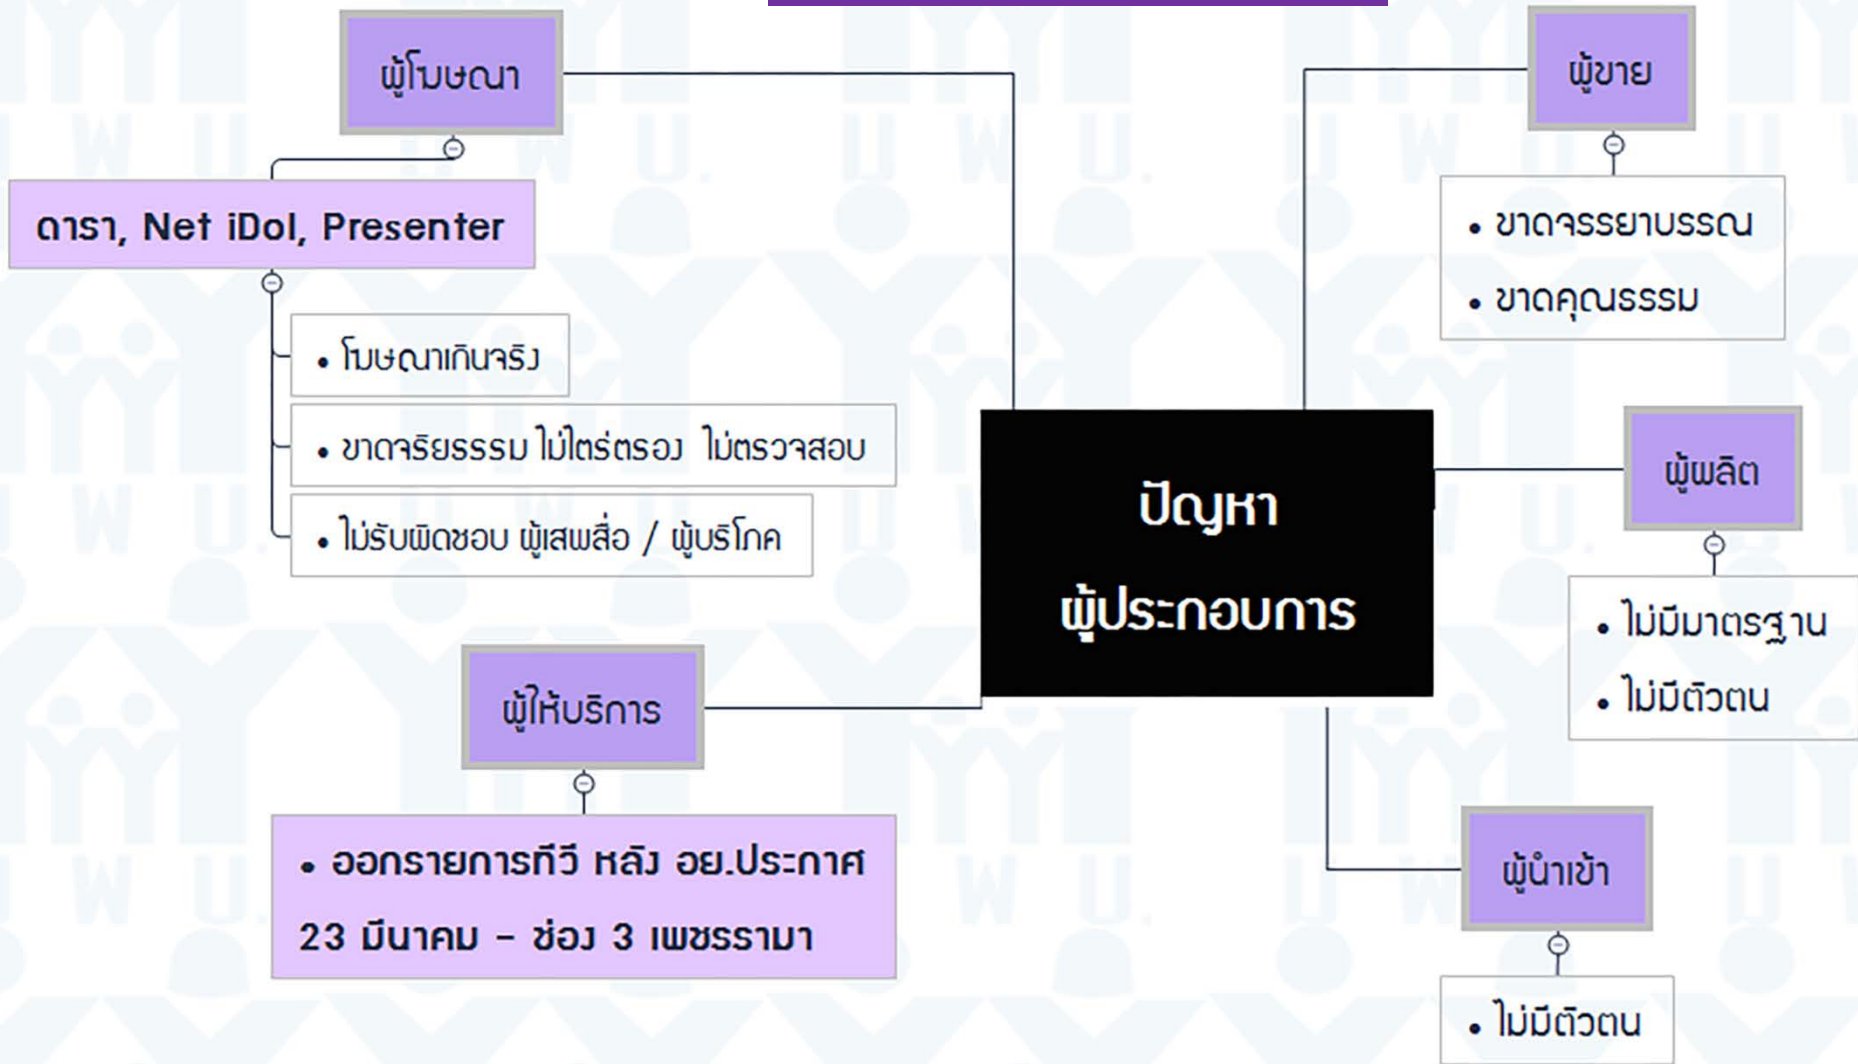 ผู้โฆษณา
ดารา, Net iDol, Presenter
• โฆษณาเกินจริง
• ขาดจริยธรรม ไม่ไตร่ตรอง ไม่ตรวจสอบ
• ไม่รับผิดชอบ ผู้เสพสื่อ / ผู้บริโภค
ผู้ให้บริการ
• ออกรายการทีวี หลัง อย.ประกาศ
23 มีนาคม - ช่อง 3 เพชรรามา
ปัญหา
ผู้ประกอบการ
ผู้ขาย
• ขาดจรรยาบรรณ
• ขาดคุณธรรม
ผู้ผลิต
• ไม่มีมาตรฐาน
• ไม่มีตัวตน
ผู้นำเข้า
• ไม่มีตัวตน